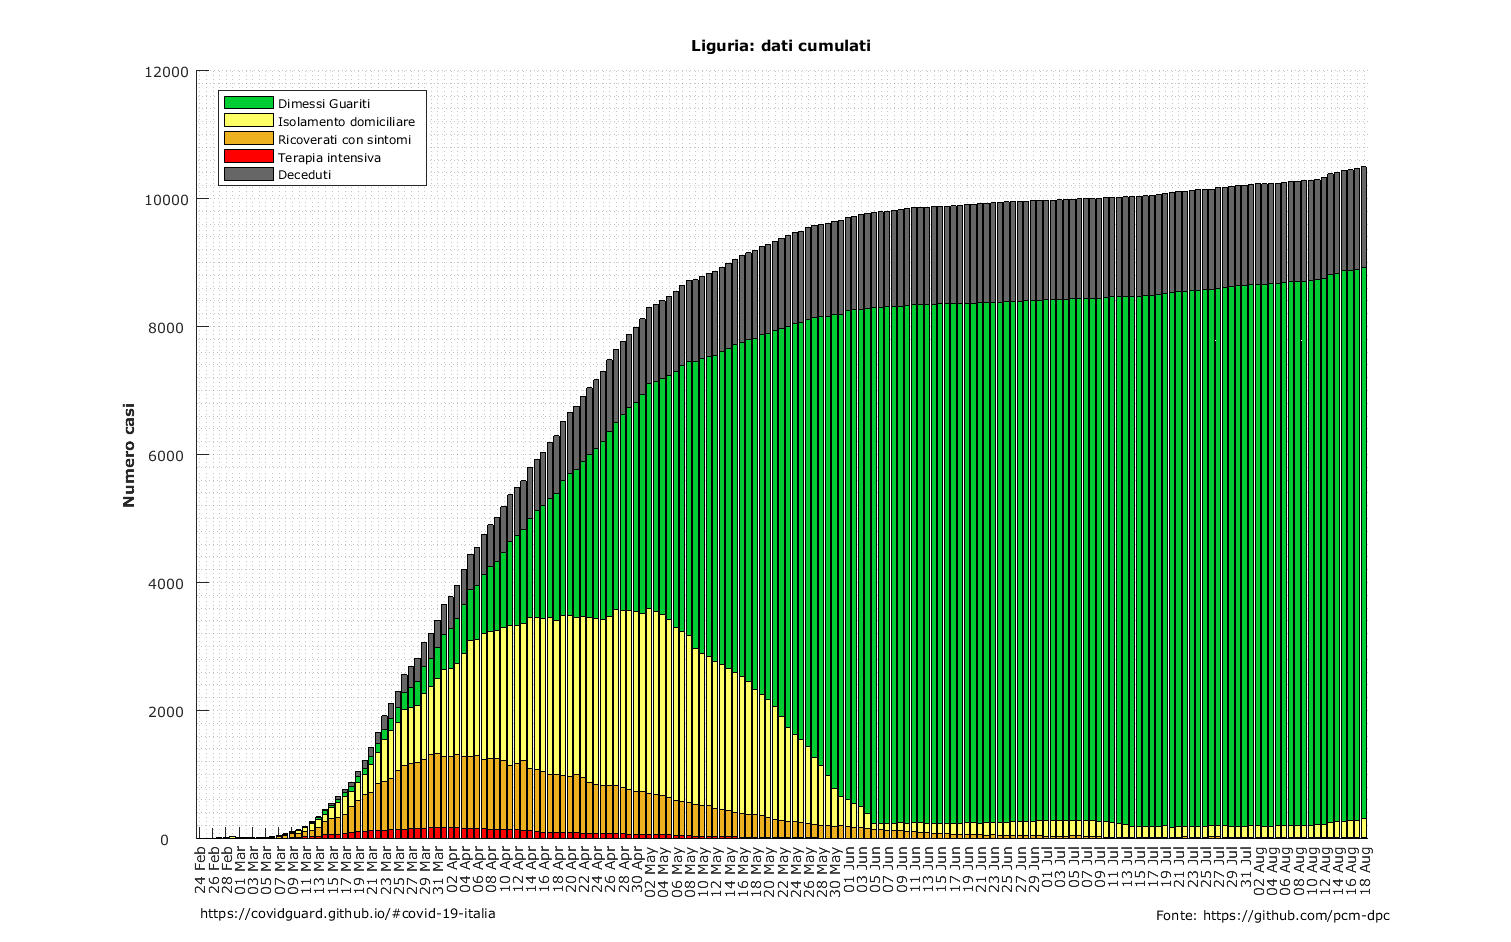 Liguria: dati cumulati
12000
10000
8000
6000
4000
2000
0
Numero casi
Dimessi Guariti
Isolamento domiciliare
Ricoverati con sintomi
Terapia intensiva
Deceduti
24 Feb
26 Feb
28 Feb
01 Mar
03 Mar
05 Mar
07 Mar
09 Mar
11 Mar
13 Mar
15 Mar
17 Mar
19 Mar
21 Mar
23 Mar
25 Mar
27 Mar
29 Mar
31 Mar
02 Apr
04 Apr
06 Apr
08 Apr
10 Apr
12 Apr
14 Apr
16 Apr
18 Apr
20 Apr
22 Apr
24 Apr
26 Apr
28 Apr
30 Apr
02 May
04 May
06 May
08 May
10 May
12 May
14 May
16 May
18 May
20 May
22 May
24 May
26 May
28 May
30 May
01 Jun
03 Jun
05 Jun
07 Jun
09 Jun
11 Jun
13 Jun
15 Jun
17 Jun
19 Jun
21 Jun
23 Jun
25 Jun
27 Jun
29 Jun
01 Jul
03 Jul
05 Jul
07 Jul
09 Jul
11 Jul
13 Jul
15 Jul
17 Jul
19 Jul
21 Jul
23 Jul
25 Jul
27 Jul
29 Jul
31 Jul
02 Aug
04 Aug
06 Aug
08 Aug
10 Aug
12 Aug
14 Aug
16 Aug
18 Aug
https://covidguard.github.io/#covid-19-italia
Fonte: https://github.com/pcm-dpc